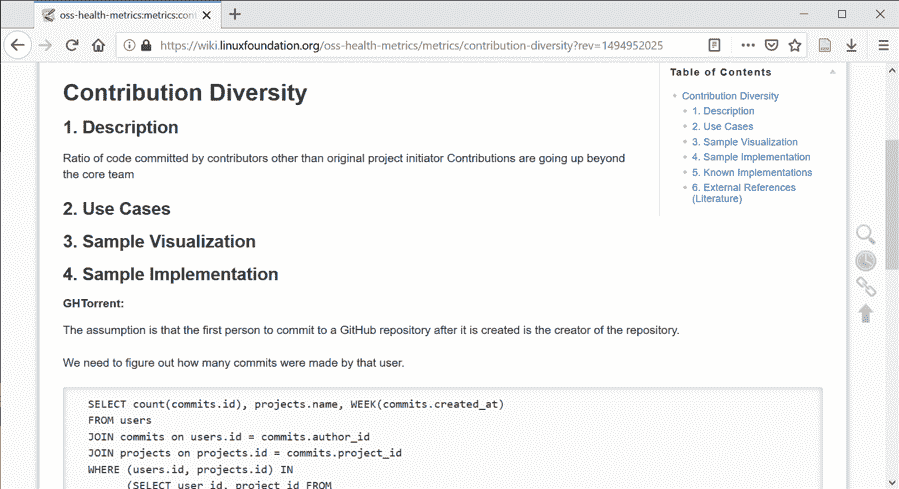 oss-health-metrics:metrics:cont
https://wiki.linuxfoundation.org/oss-health-metrics/metrics/contribution-diversity?rev=1494952025
Table of Contents
Contribution Diversity
1. Description
2. Use Cases
3. Sample Visualization
4. Sample Implementation
5. Known Implementations
6. External References
(Literature)
Contribution Diversity
1. Description
Ratio of code committed by contributors other than original project initiator Contributions are going up beyond
the core team
2. Use Cases
3. Sample Visualization
4. Sample Implementation
GHTorrent:
The assumption is that the first person to commit to a GitHub repository after it is created is the creator of the repository.
We need to figure out how many commits were made by that user.
SELECT count(commits.id), projects.name, WEEK(commits.created_at)
FROM users
JOIN commits on users.id = commits.author_id
JOIN projects on projects.id = commits.project_id
WHERE (users.id, projects.id) IN
(SELECT user_id, project_id FROM